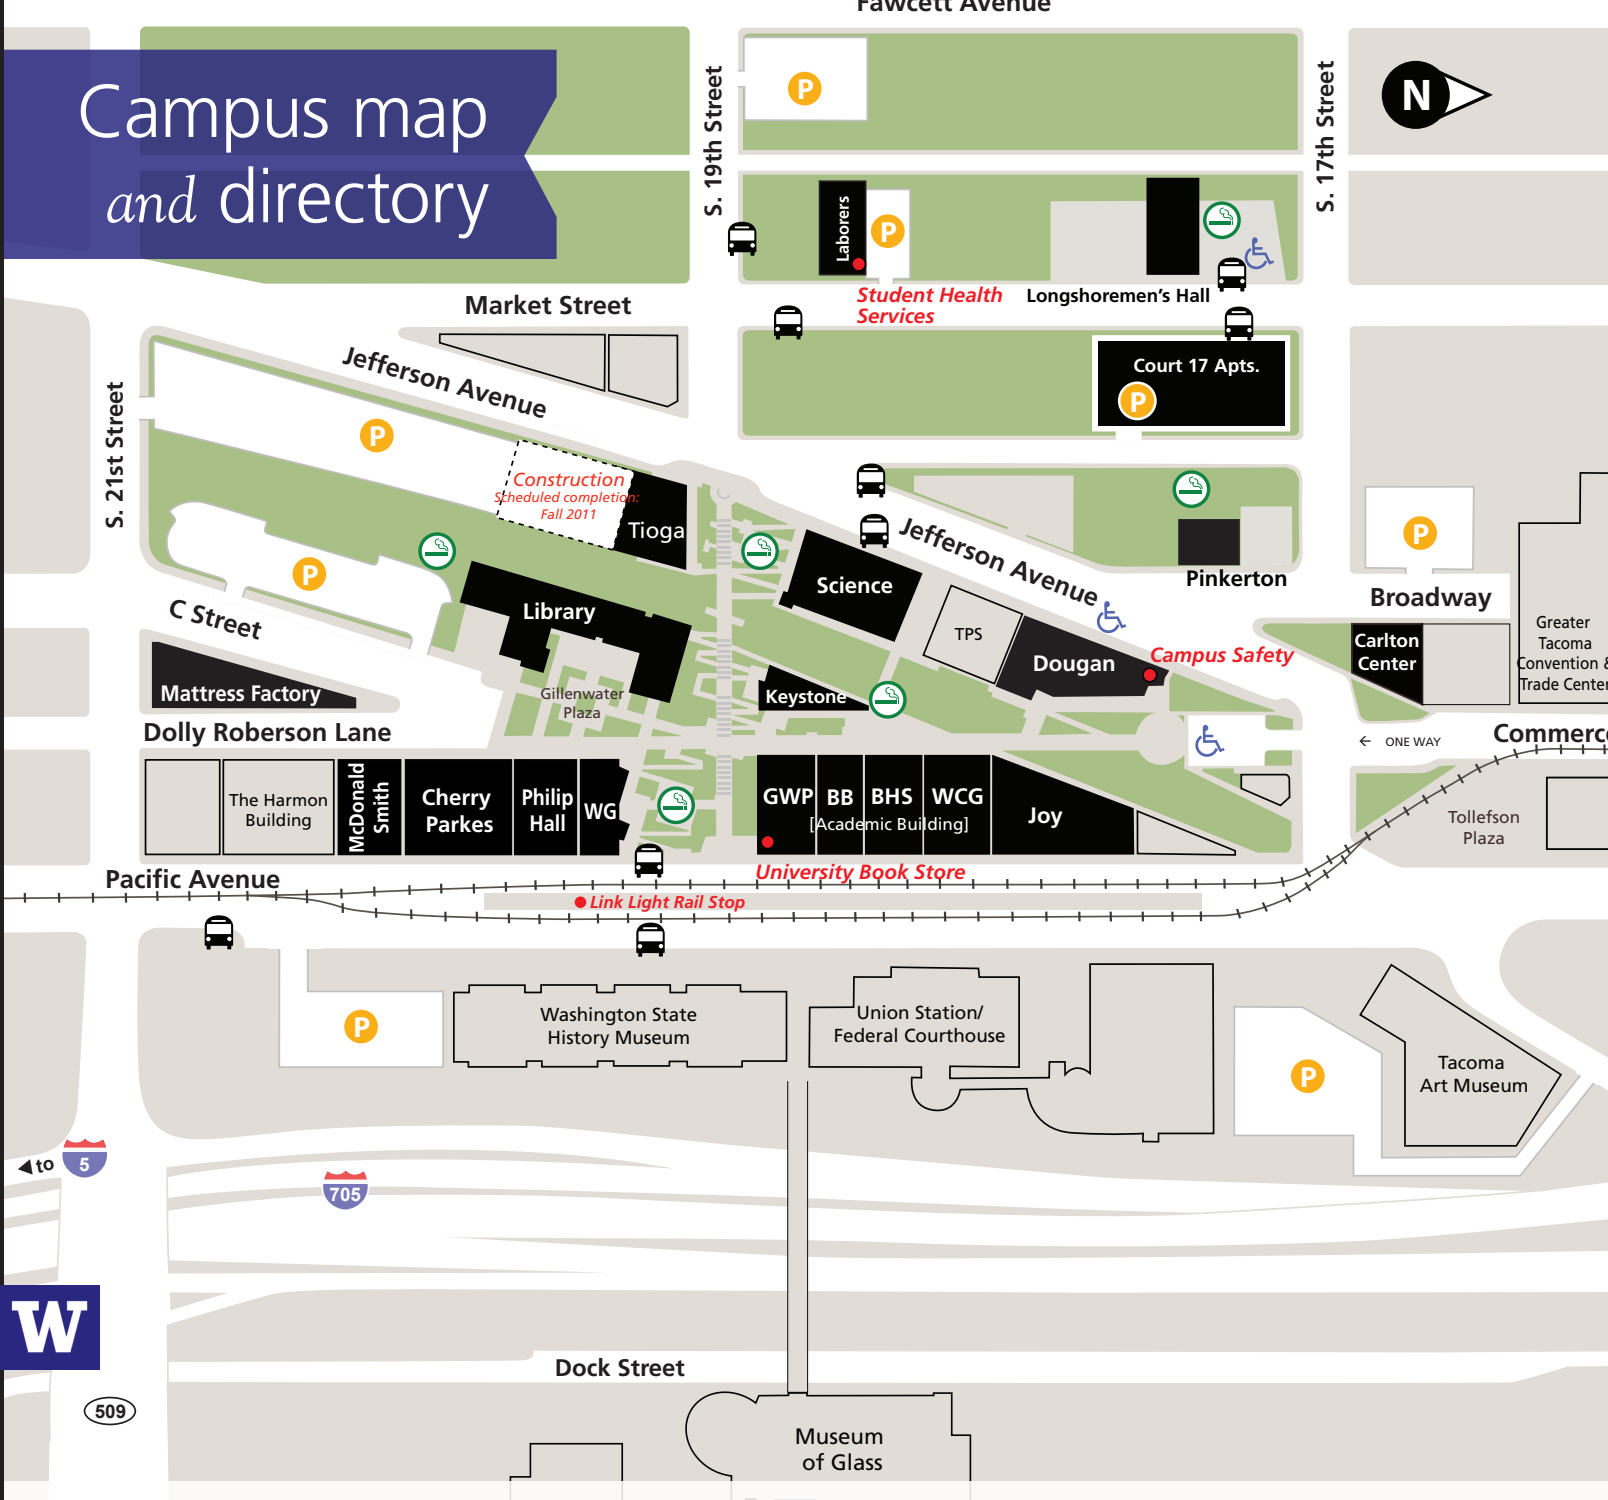 Fawcett Avenue
Campus map
and directory
S. 19th Street
S. 17th Street
N
P
Laborers
P
Student Health
Services
Longshoremen's Hall
Market Street
Jefferson Avenue
Court 17 Apts.
P
S. 21st Street
P
Construction
Scheduled completion:
Fall 2011
Tioga
Jefferson Avenue
Pinkerton
P
Broadway
P
C Street
Library
Science
TPS
Dougan
Campus Safety
Carlton
Center
Greater
Tacoma
Convention &
Trade Center
Mattress Factory
Gillenwater
Plaza
Keystone
Dolly Roberson Lane
← ONE WAY
Commerc
The Harmon
Building
McDonald
Smith
Cherry
Parkes
Philip
Hall
WG
GWP
BB
BHS
WCG
[Academic Building]
Joy
Tollefson
Plaza
University Book Store
Pacific Avenue
Link Light Rail Stop
P
Washington State
History Museum
Union Station/
Federal Courthouse
P
Tacoma
Art Museum
to
5
705
W
Dock Street
509
Museum
of Glass